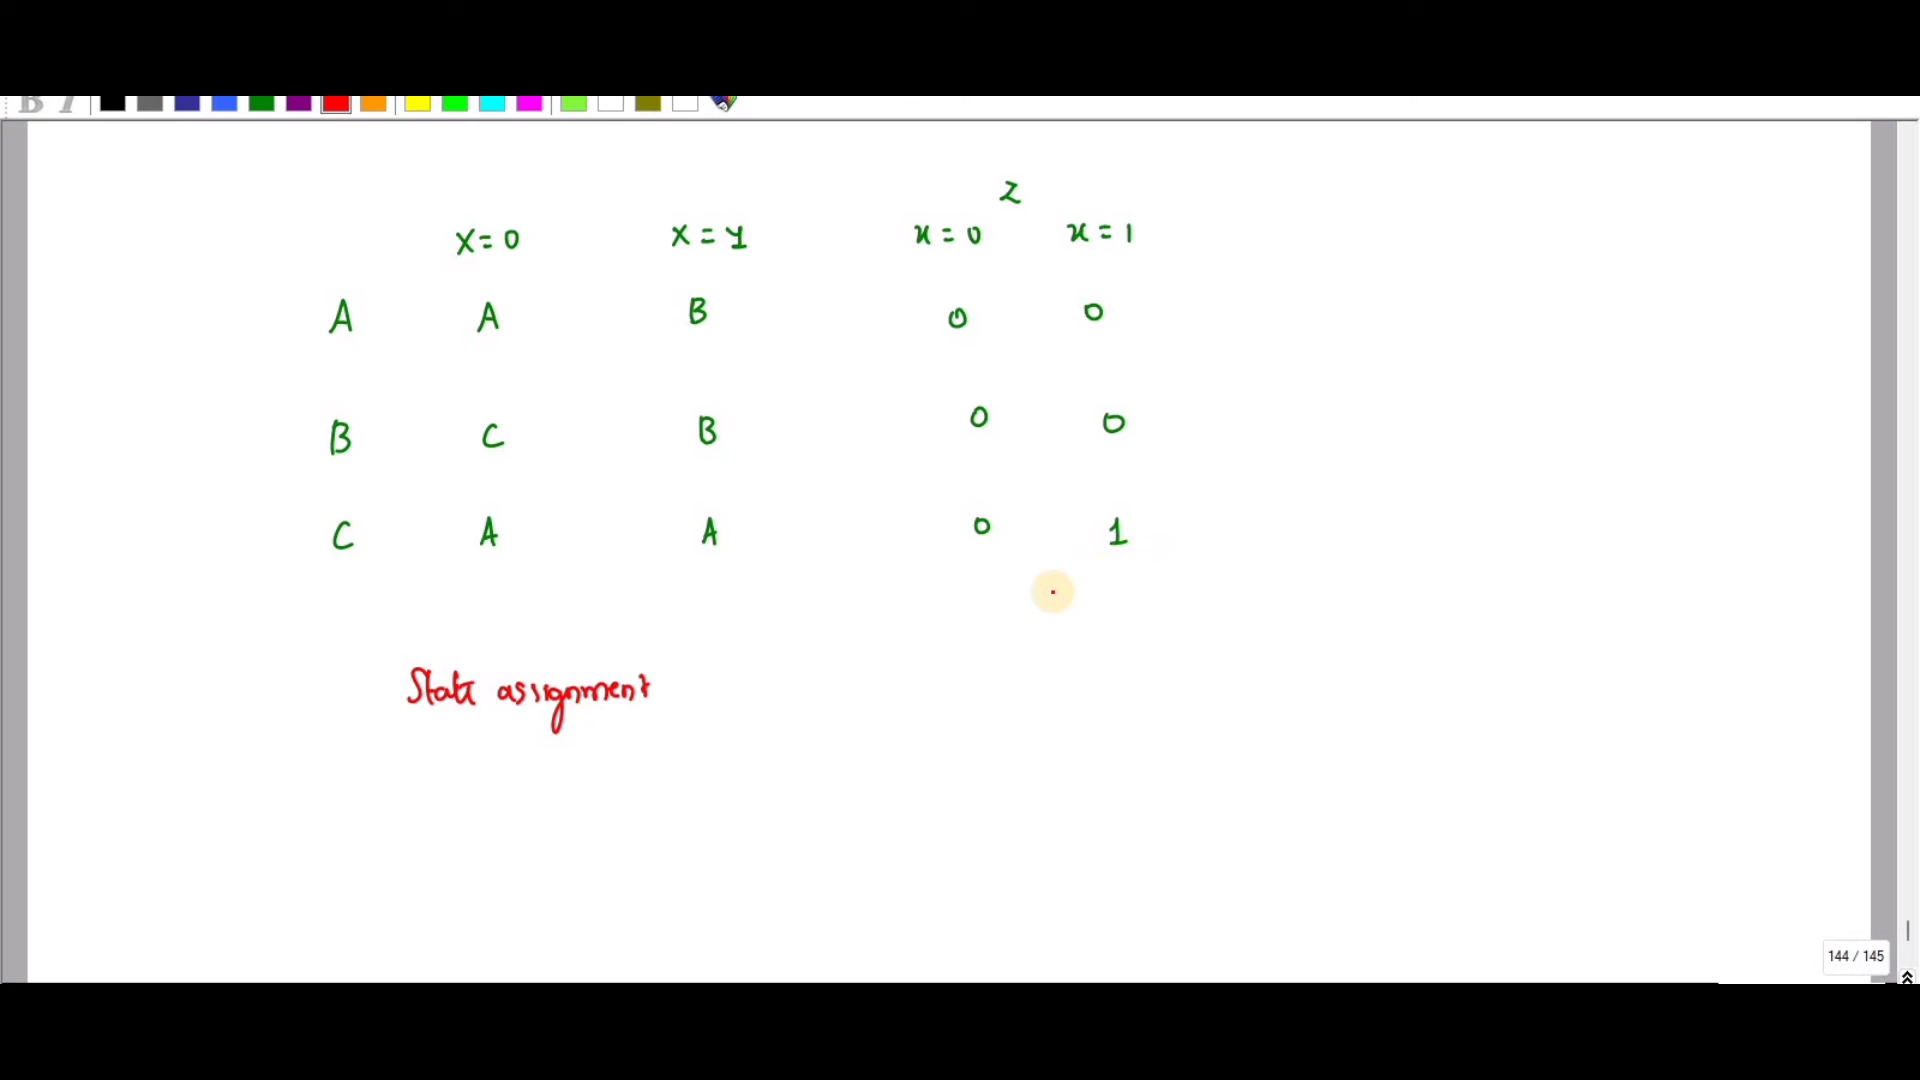 Z
X=0 X=1 x=0 x=1
A A B 0 0
B C B 0 0
C A A 0 1
State assignment
144 / 145